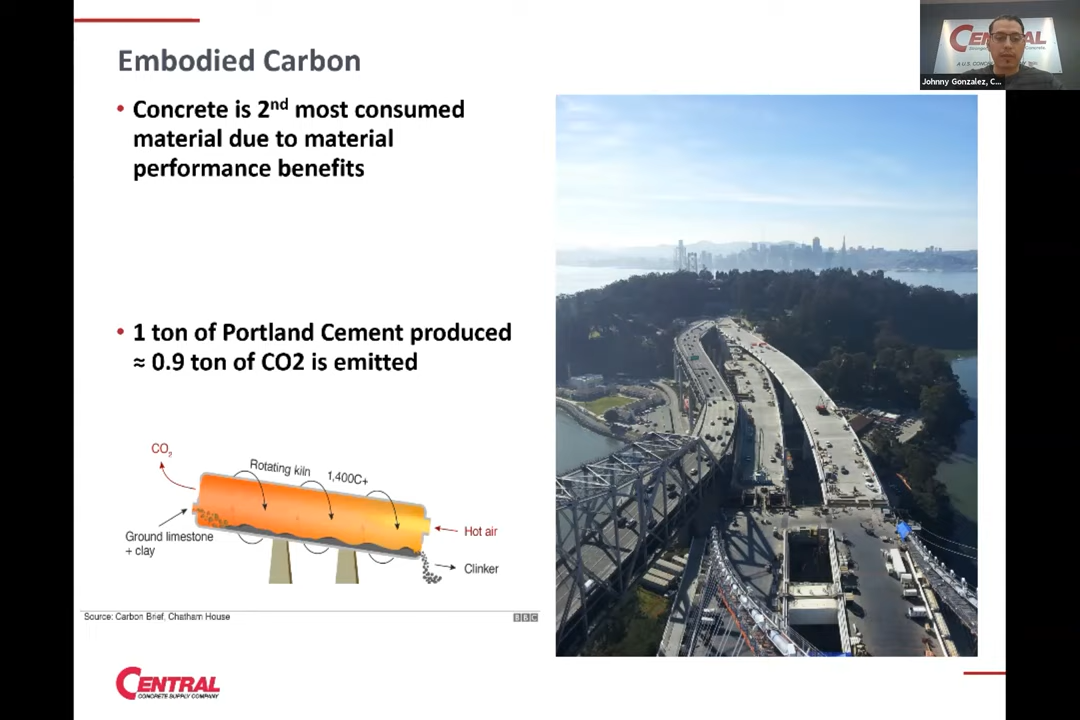 Embodied Carbon
• Concrete is 2nd most consumed
material due to material
performance benefits
• 1 ton of Portland Cement produced
≈ 0.9 ton of CO2 is emitted
CO2
Rotating kiln
1,400C+
Ground limestone
+ clay
Hot air
Clinker
Source: Carbon Brief, Chatham House
BBC
CENTRAL
CONCRETE SUPPLY COMPANY
CENTRAL
Johnny Gonzalez, C...